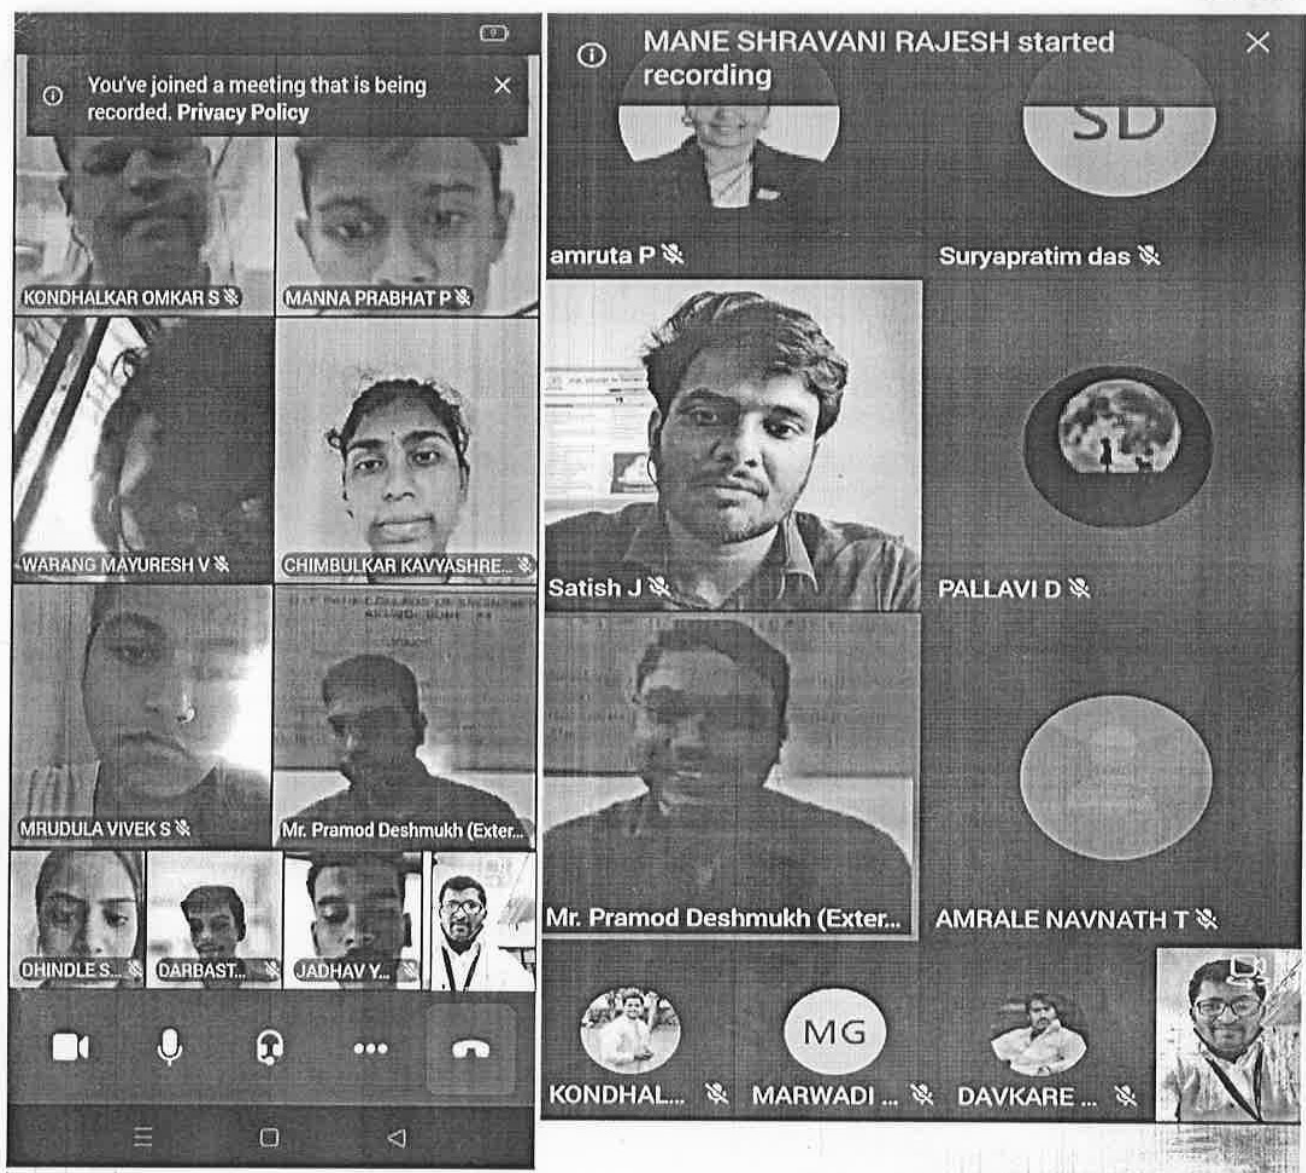 You've joined a meeting that is being
recorded. Privacy Policy
KONDHALKAR OMKAR S
MANNA PRABHAT P
WARANG MAYURESH V
CHIMBULKAR KAVYASHRE...
MRUDULA VIVEK S
Mr. Pramod Deshmukh (Exter...
DHINDLE S...
DARBAST...
JADHAV Y...
MANE SHRAVANI RAJESH started
recording
SD
amruta P
Suryapratim das
Satish J
PALLAVI D
Mr. Pramod Deshmukh (Exter...
AMRALE NAVNATH T
MG
KONDHAL...
MARWADI ...
DAVKARE ...